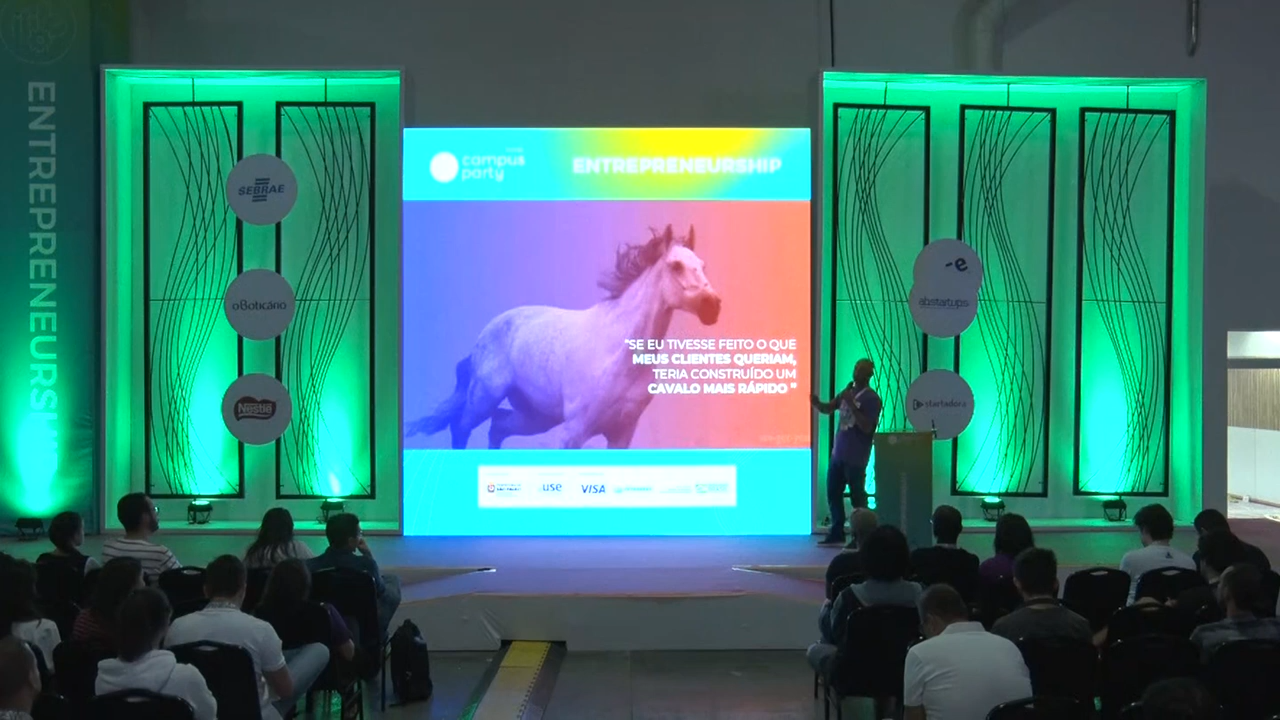 ENTREPRENEURSHIP
campus
party
ENTREPRENEURSHIP
SEBRAE
oBoticário
Nestlé
"SE EU TIVESSE FEITO O QUE
MEUS CLIENTES QUERIAM,
TERIA CONSTRUÍDO UM
CAVALO MAIS RÁPIDO "
-e
abstartups
startadora
use
VISA